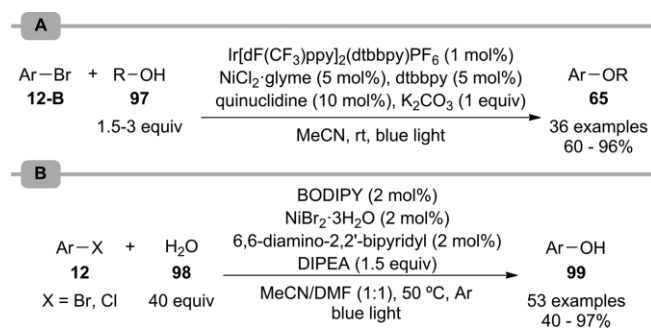 A
Ar–Br + R–OH
12-B 97
1.5-3 equiv
Ir[dF(CF3)ppy]2(dtbbpy)PF6 (1 mol%)
NiCl2·glyme (5 mol%), dtbbpy (5 mol%)
quinuclidine (10 mol%), K2CO3 (1 equiv)
MeCN, rt, blue light
Ar–OR
65
36 examples
60 - 96%
B
Ar–X + H2O
12 98
X = Br, Cl 40 equiv
BODIPY (2 mol%)
NiBr2·3H2O (2 mol%)
6,6-diamino-2,2'-bipyridyl (2 mol%)
DIPEA (1.5 equiv)
MeCN/DMF (1:1), 50 ºC, Ar
blue light
Ar–OH
99
53 examples
40 - 97%